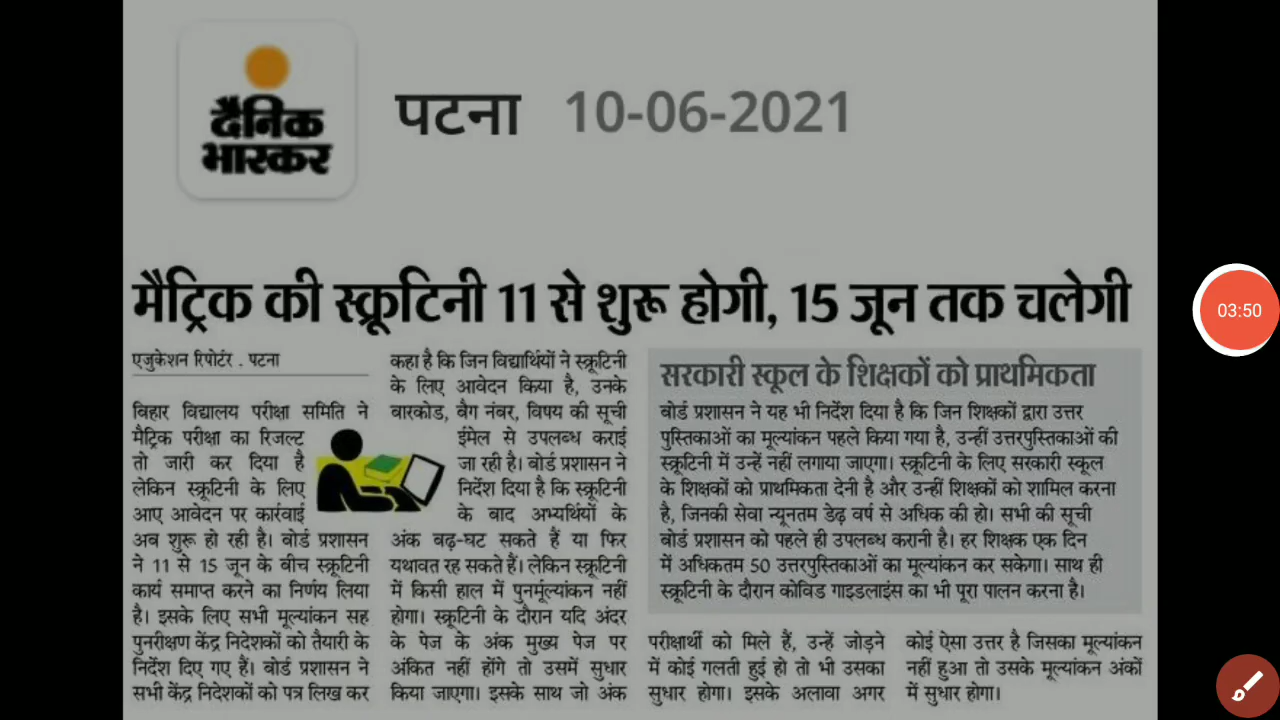 दैनिक
भास्कर
पटना 10-06-2021
मैट्रिक की स्क्रूटिनी 11 से शुरू होगी, 15 जून तक चलेगी
एजुकेशन रिपोर्टर . पटना
बिहार विद्यालय परीक्षा समिति ने
मैट्रिक परीक्षा का रिजल्ट
तो जारी कर दिया है
लेकिन स्क्रूटिनी के लिए
आए आवेदन पर कार्रवाई
अब शुरू हो रही है। बोर्ड प्रशासन
ने 11 से 15 जून के बीच स्क्रूटिनी
कार्य समाप्त करने का निर्णय लिया
है। इसके लिए सभी मूल्यांकन सह
पुनरीक्षण केंद्र निदेशकों को तैयारी के
निर्देश दिए गए हैं। बोर्ड प्रशासन ने
सभी केंद्र निदेशकों को पत्र लिख कर
कहा है कि जिन विद्यार्थियों ने स्क्रूटिनी
के लिए आवेदन किया है, उनके
बारकोड, बैग नंबर, विषय की सूची
ईमेल से उपलब्ध कराई
जा रही है। बोर्ड प्रशासन ने
निर्देश दिया है कि स्क्रूटिनी
के बाद अभ्यर्थियों के
अंक बढ़-घट सकते हैं या फिर
यथावत रह सकते हैं। लेकिन स्क्रूटिनी
में किसी हाल में पुनर्मूल्यांकन नहीं
होगा। स्क्रूटिनी के दौरान यदि अंदर
के पेज के अंक मुख्य पेज पर
अंकित नहीं होंगे तो उसमें सुधार
किया जाएगा। इसके साथ जो अंक
सरकारी स्कूल के शिक्षकों को प्राथमिकता
बोर्ड प्रशासन ने यह भी निर्देश दिया है कि जिन शिक्षकों द्वारा उत्तर
पुस्तिकाओं का मूल्यांकन पहले किया गया है, उन्हीं उत्तरपुस्तिकाओं की
स्क्रूटिनी में उन्हें नहीं लगाया जाएगा। स्क्रूटिनी के लिए सरकारी स्कूल
के शिक्षकों को प्राथमिकता देनी है और उन्हीं शिक्षकों को शामिल करना
है, जिनकी सेवा न्यूनतम डेढ़ वर्ष से अधिक की हो। सभी की सूची
बोर्ड प्रशासन को पहले ही उपलब्ध करानी है। हर शिक्षक एक दिन
में अधिकतम 50 उत्तरपुस्तिकाओं का मूल्यांकन कर सकेगा। साथ ही
स्क्रूटिनी के दौरान कोविड गाइडलाइंस का भी पूरा पालन करना है।
परीक्षार्थी को मिले हैं, उन्हें जोड़ने
में कोई गलती हुई हो तो भी उसका
सुधार होगा। इसके अलावा अगर
कोई ऐसा उत्तर है जिसका मूल्यांकन
नहीं हुआ तो उसके मूल्यांकन अंकों
में सुधार होगा।
03:50